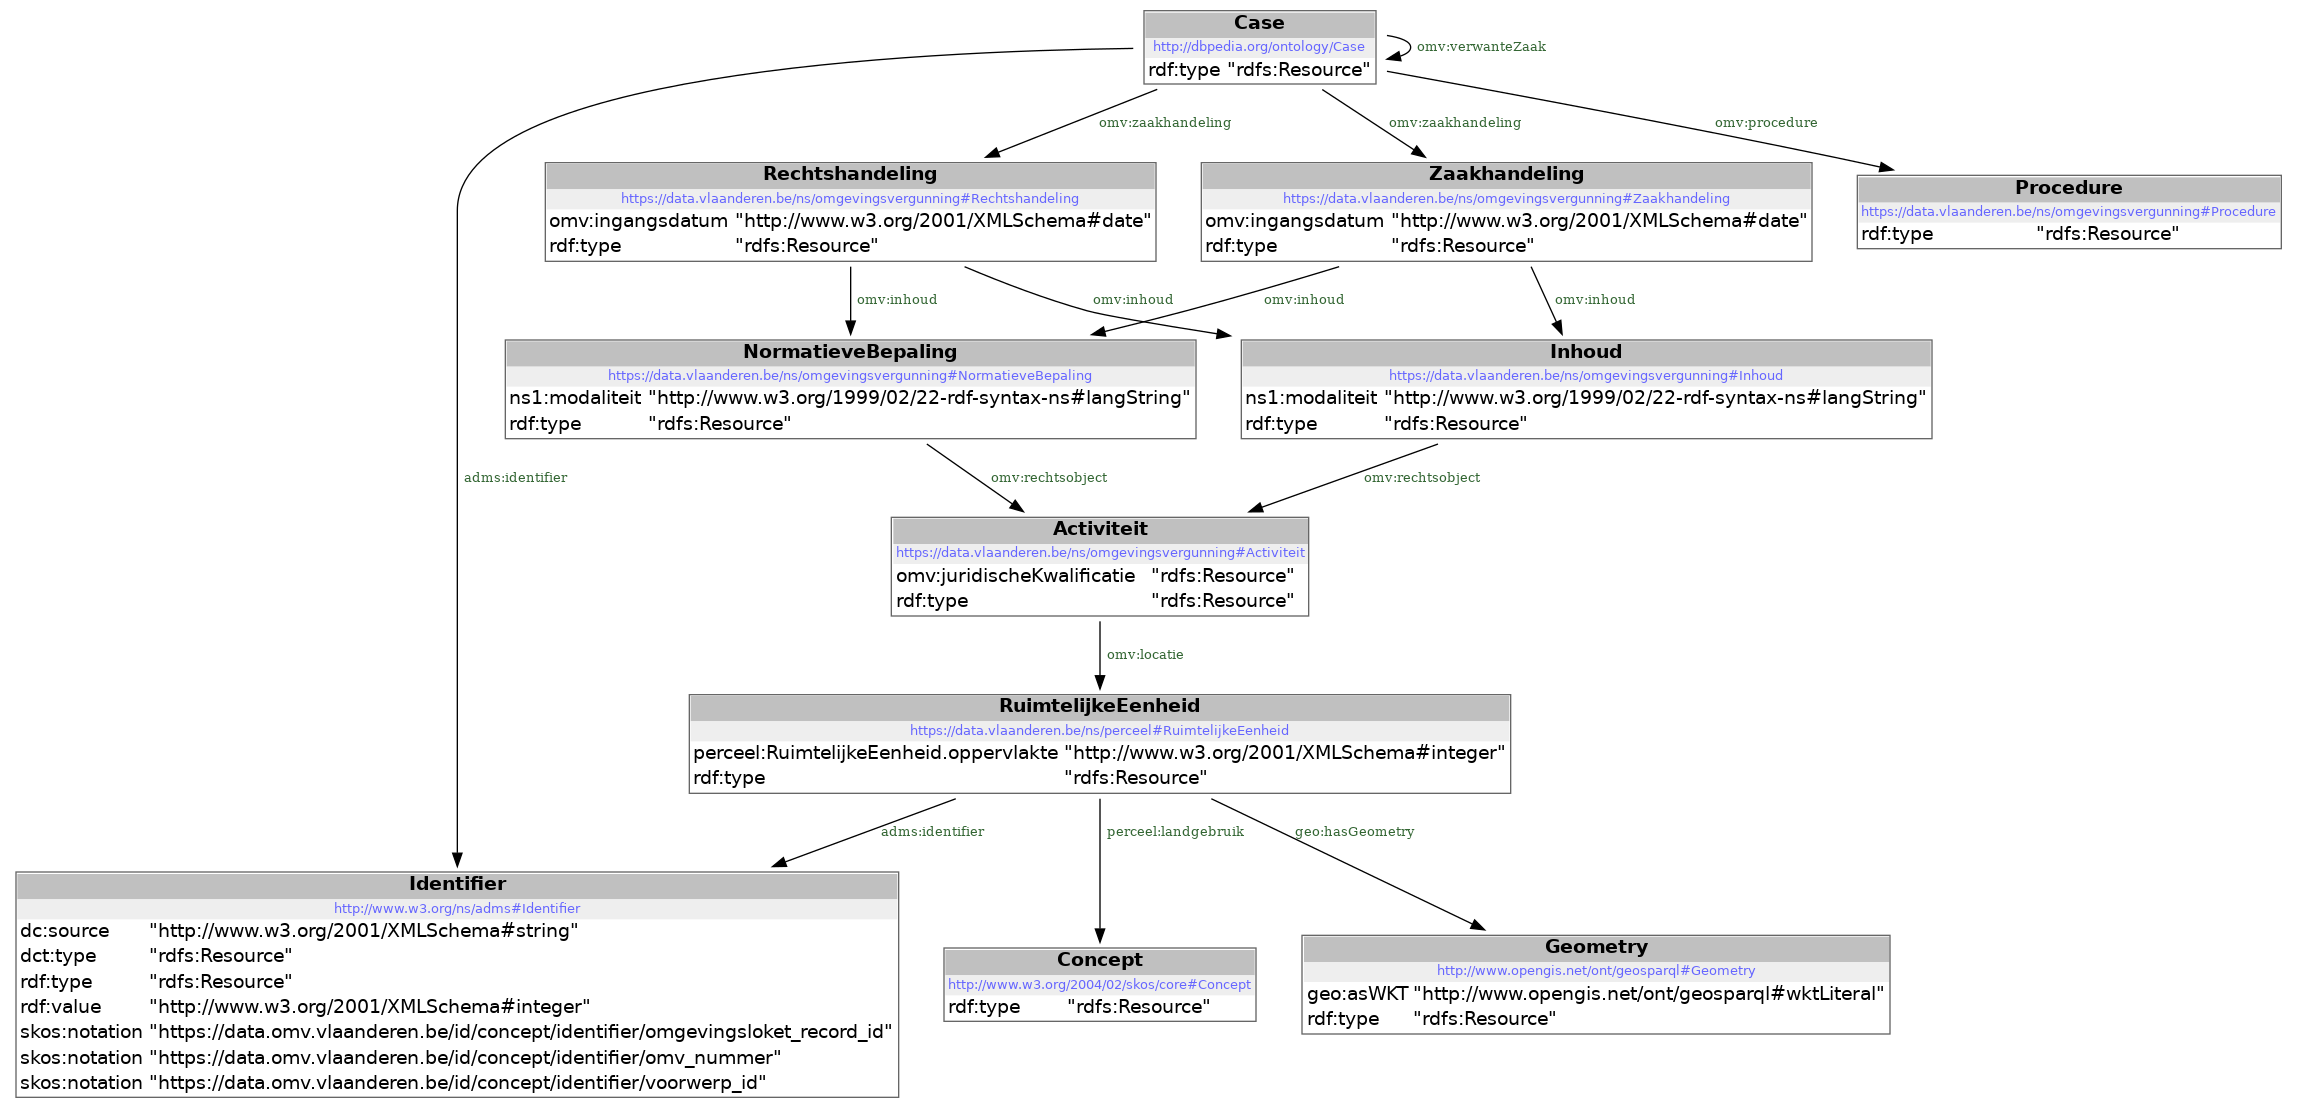 Case
http://dbpedia.org/ontology/Case
rdf:type "rdfs:Resource"
omv:verwanteZaak
omv:zaakhandeling
omv:zaakhandeling
omv:procedure
Rechtshandeling
https://data.vlaanderen.be/ns/omgevingsvergunning#Rechtshandeling
omv:ingangsdatum "http://www.w3.org/2001/XMLSchema#date"
rdf:type "rdfs:Resource"
Zaakhandeling
https://data.vlaanderen.be/ns/omgevingsvergunning#Zaakhandeling
omv:ingangsdatum "http://www.w3.org/2001/XMLSchema#date"
rdf:type "rdfs:Resource"
Procedure
https://data.vlaanderen.be/ns/omgevingsvergunning#Procedure
rdf:type "rdfs:Resource"
omv:inhoud
omv:inhoud
omv:inhoud
omv:inhoud
NormatieveBepaling
https://data.vlaanderen.be/ns/omgevingsvergunning#NormatieveBepaling
ns1:modaliteit "http://www.w3.org/1999/02/22-rdf-syntax-ns#langString"
rdf:type "rdfs:Resource"
Inhoud
https://data.vlaanderen.be/ns/omgevingsvergunning#Inhoud
ns1:modaliteit "http://www.w3.org/1999/02/22-rdf-syntax-ns#langString"
rdf:type "rdfs:Resource"
adms:identifier
omv:rechtsobject
omv:rechtsobject
Activiteit
https://data.vlaanderen.be/ns/omgevingsvergunning#Activiteit
omv:juridischeKwalificatie "rdfs:Resource"
rdf:type "rdfs:Resource"
omv:locatie
RuimtelijkeEenheid
https://data.vlaanderen.be/ns/perceel#RuimtelijkeEenheid
perceel:RuimtelijkeEenheid.oppervlakte "http://www.w3.org/2001/XMLSchema#integer"
rdf:type "rdfs:Resource"
adms:identifier
perceel:landgebruik
geo:hasGeometry
Identifier
http://www.w3.org/ns/adms#Identifier
dc:source "http://www.w3.org/2001/XMLSchema#string"
dct:type "rdfs:Resource"
rdf:type "rdfs:Resource"
rdf:value "http://www.w3.org/2001/XMLSchema#integer"
skos:notation "https://data.omv.vlaanderen.be/id/concept/identifier/omgevingsloket_record_id"
skos:notation "https://data.omv.vlaanderen.be/id/concept/identifier/omv_nummer"
skos:notation "https://data.omv.vlaanderen.be/id/concept/identifier/voorwerp_id"
Concept
http://www.w3.org/2004/02/skos/core#Concept
rdf:type "rdfs:Resource"
Geometry
http://www.opengis.net/ont/geosparql#Geometry
geo:asWKT "http://www.opengis.net/ont/geosparql#wktLiteral"
rdf:type "rdfs:Resource"